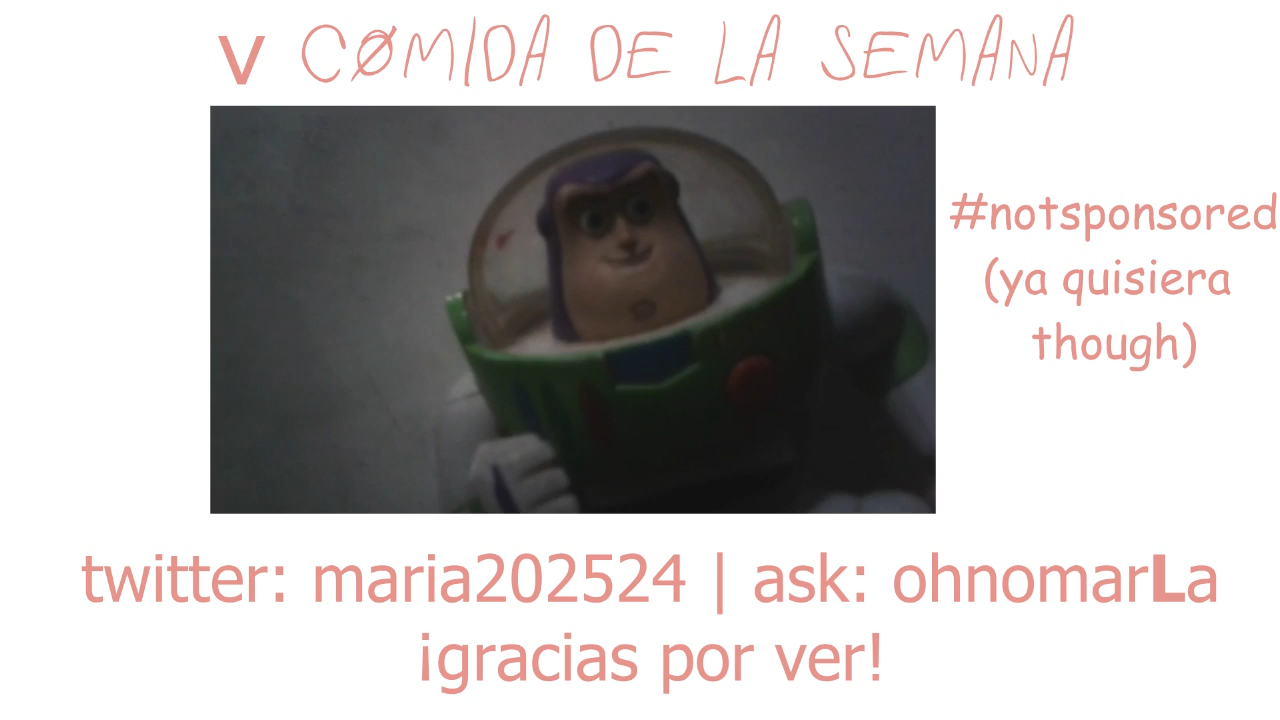 v CØMIDA DE LA SEMANA
#notsponsored
(ya quisiera
though)
twitter: maria202524 | ask: ohnomarLa
¡gracias por ver!